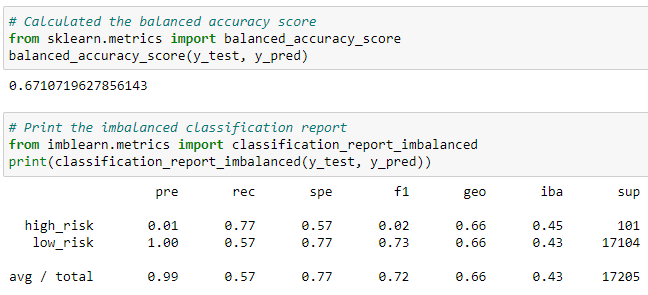 # Calculated the balanced accuracy score
from sklearn.metrics import balanced_accuracy_score
balanced_accuracy_score(y_test, y_pred)
0.6710719627856143
# Print the imbalanced classification report
from imblearn.metrics import classification_report_imbalanced
print(classification_report_imbalanced(y_test, y_pred))
pre rec spe f1 geo iba sup
high_risk 0.01 0.77 0.57 0.02 0.66 0.45 101
low_risk 1.00 0.57 0.77 0.73 0.66 0.43 17104
avg / total 0.99 0.57 0.77 0.72 0.66 0.43 17205